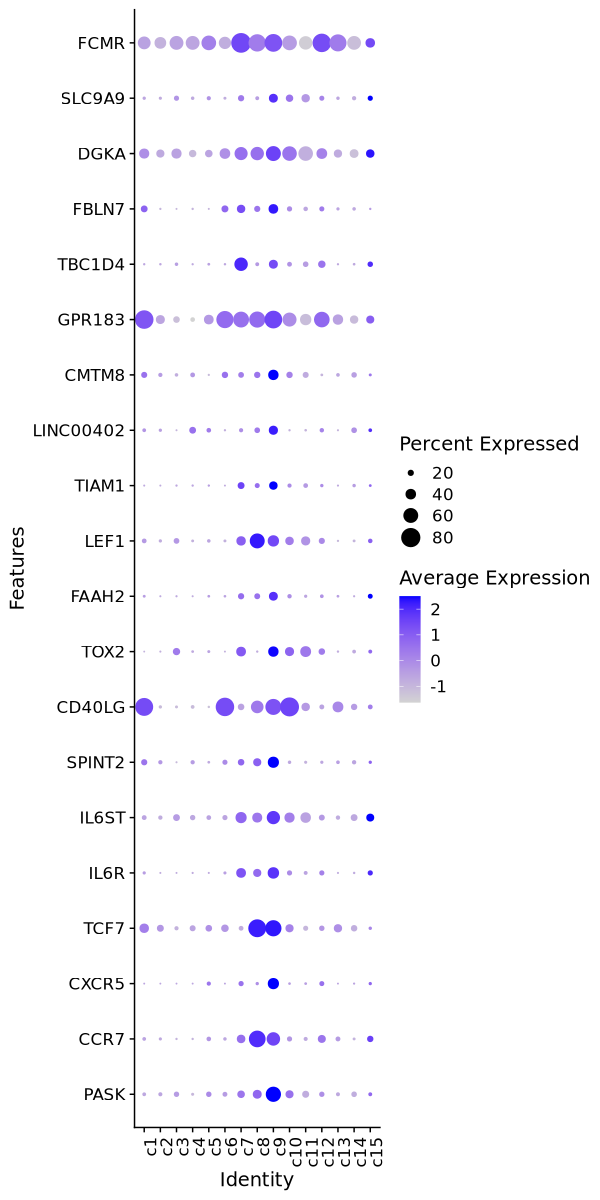 FCMR
SLC9A9
DGKA
FBLN7
TBC1D4
GPR183
CMTM8
LINC00402
TIAM1
LEF1
FAAH2
TOX2
CD40LG
SPINT2
IL6ST
IL6R
TCF7
CXCR5
CCR7
PASK
Features
c1 c2 c3 c4 c5 c6 c7 c8 c9 c10 c11 c12 c13 c14 c15
Identity
Percent Expressed
20
40
60
80
Average Expression
2
1
0
-1